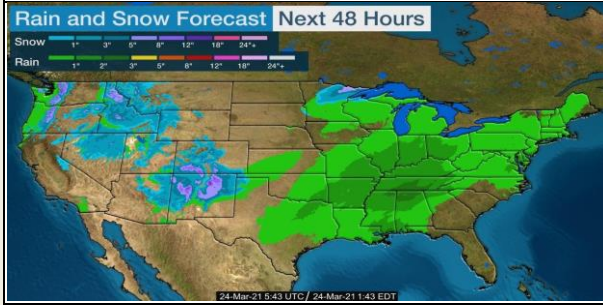 Rain and Snow Forecast Next 48 Hours
Snow
1" 3" 5" 8" 12" 18" 24"+
Rain
1" 2" 3" 5" 8" 12" 18" 24"+
24-Mar-21 5:43 UTC / 24-Mar-21 1:43 EDT